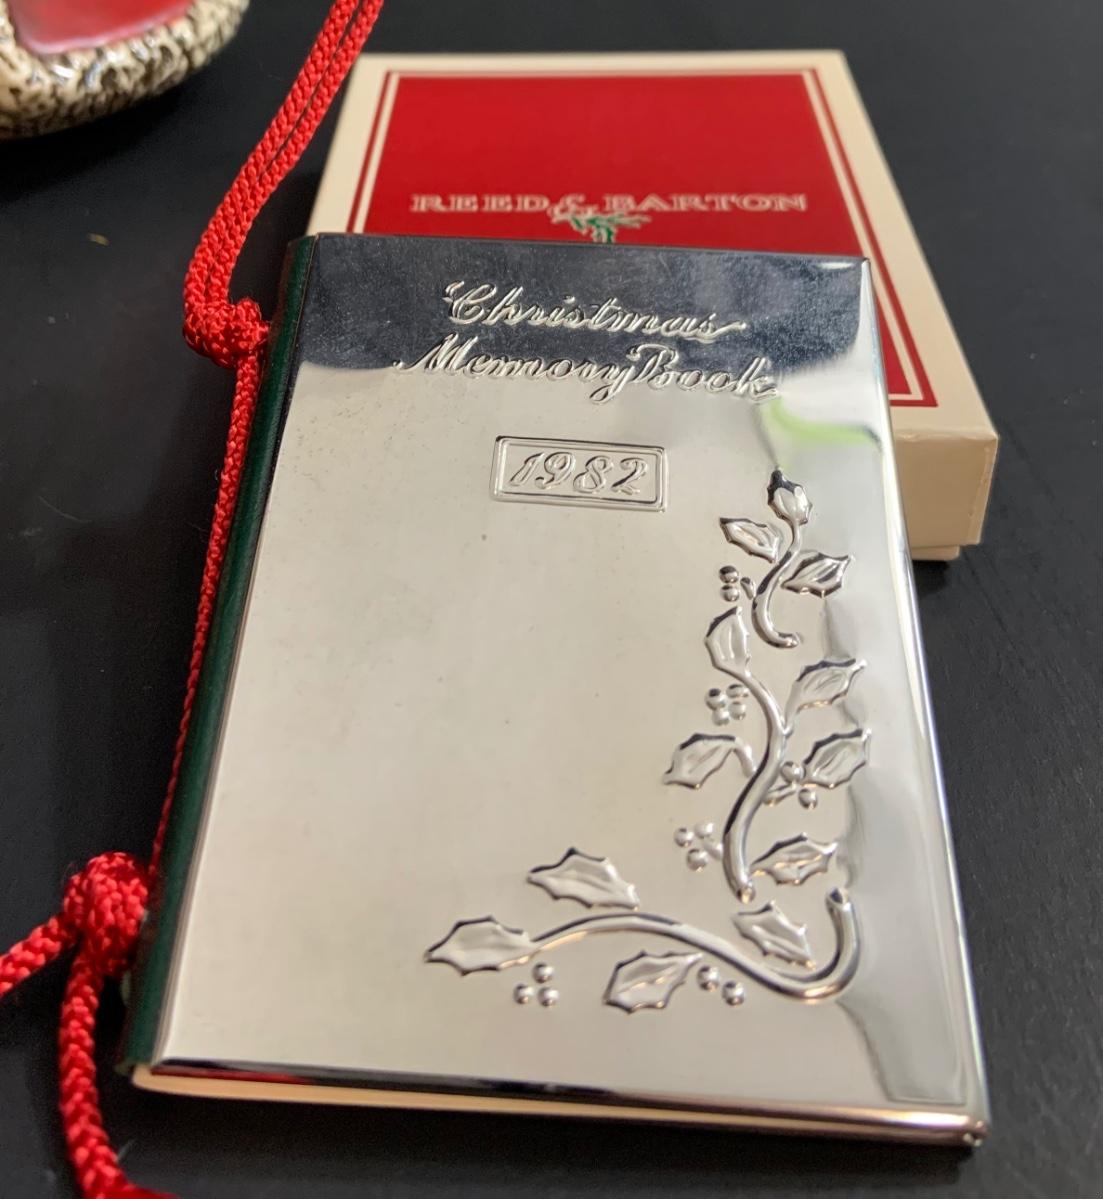 REED & BARTON
Christmas
Memory Book
1982